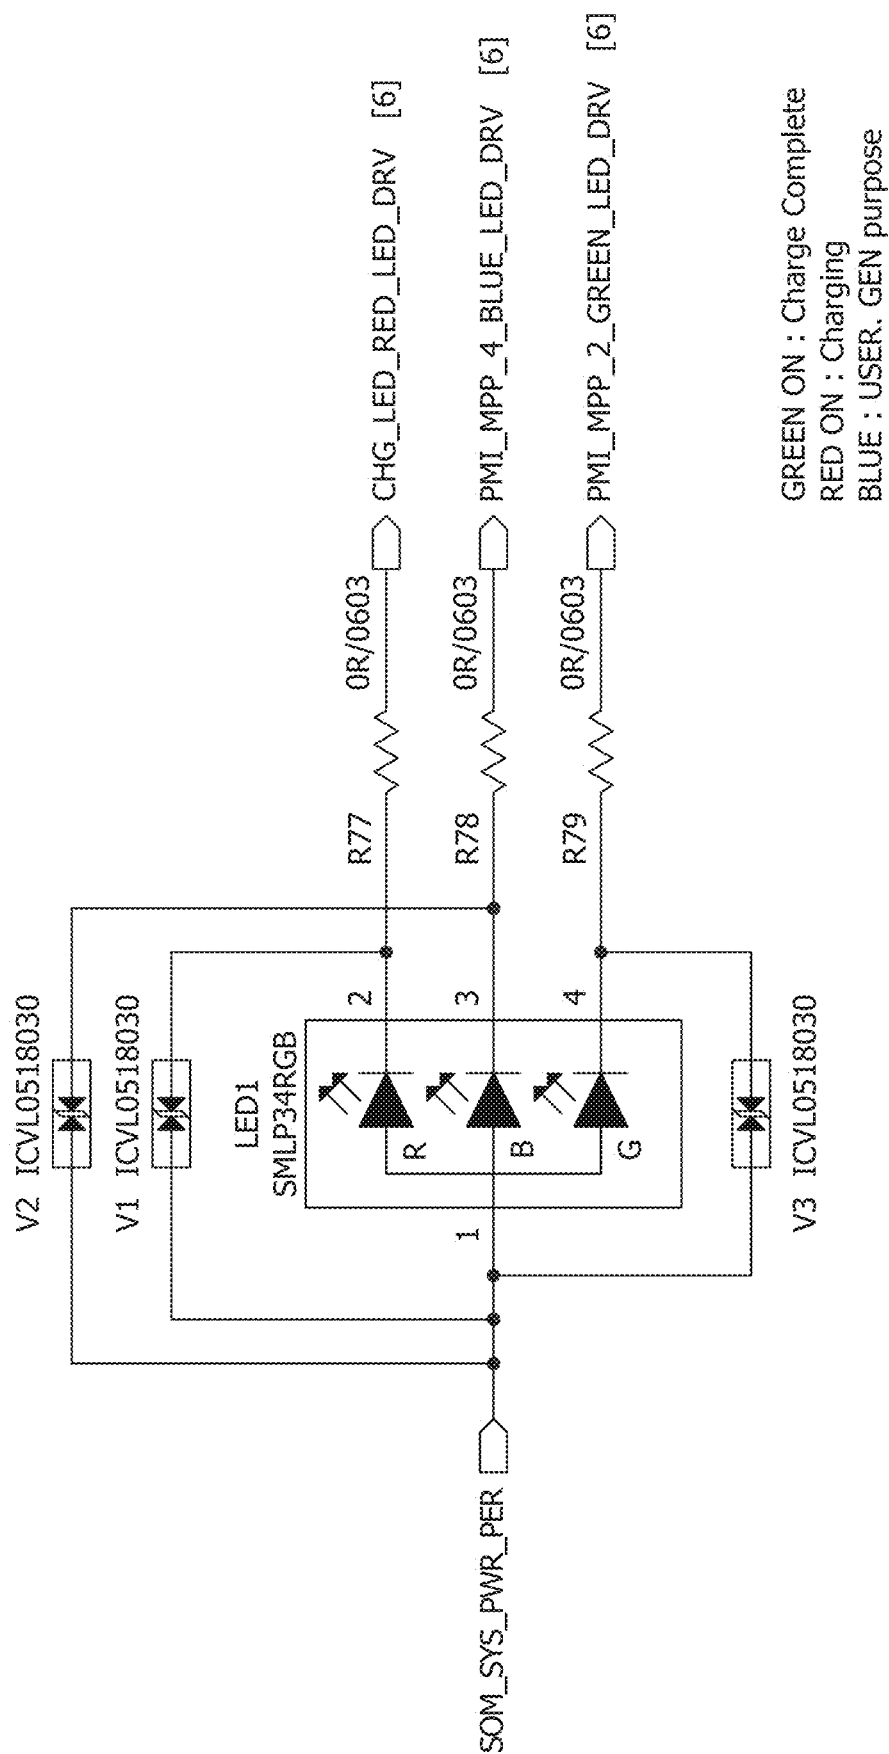 V2 ICVL0518030
V1 ICVL0518030
LED1
SMLP34RGB
R
B
G
1
2
3
4
R77
0R/0603
CHG_LED_RED_LED_DRV [6]
R78
0R/0603
PMI_MPP_4_BLUE_LED_DRV [6]
R79
0R/0603
PMI_MPP_2_GREEN_LED_DRV [6]
SOM_SYS_PWR_PER
V3 ICVL0518030
GREEN ON : Charge Complete
RED ON : Charging
BLUE : USER. GEN purpose